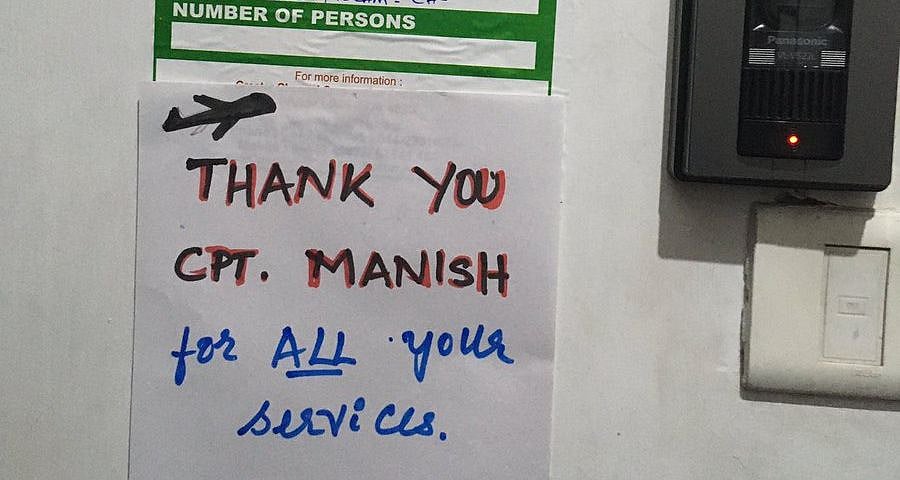 NUMBER OF PERSONS
For more information :
THANK YOU
CPT. MANISH
for ALL your
services.
Panasonic